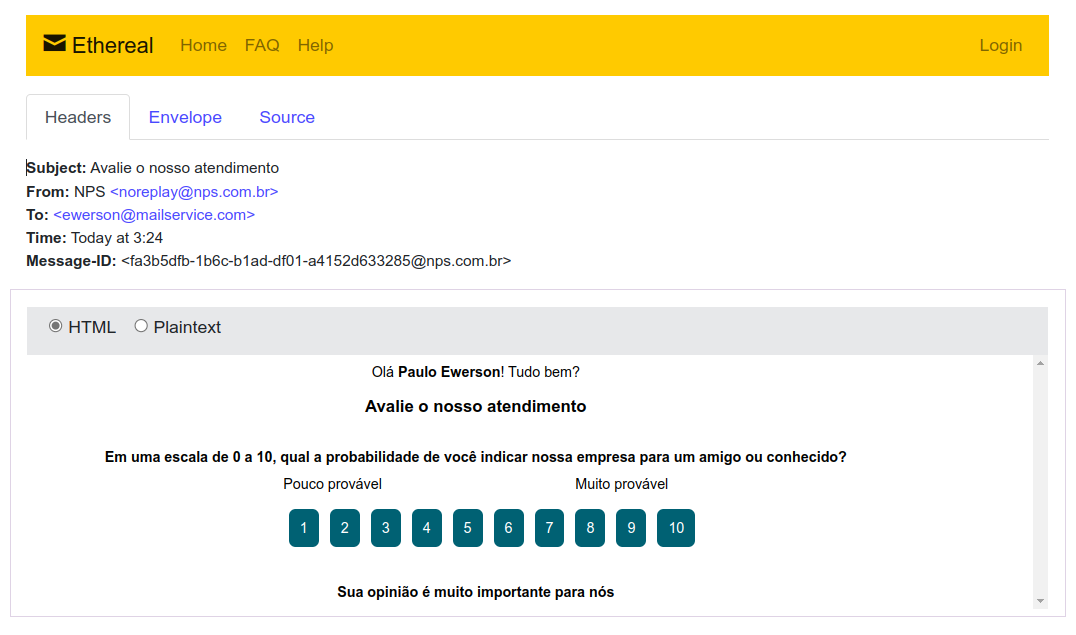 Ethereal Home FAQ Help Login
Headers Envelope Source
Subject: Avalie o nosso atendimento
From: NPS <noreplay@nps.com.br>
To: <ewerson@mailservice.com>
Time: Today at 3:24
Message-ID: <fa3b5dfb-1b6c-b1ad-df01-a4152d633285@nps.com.br>
HTML Plaintext
Olá Paulo Ewerson! Tudo bem?
Avalie o nosso atendimento
Em uma escala de 0 a 10, qual a probabilidade de você indicar nossa empresa para um amigo ou conhecido?
Pouco provável Muito provável
1 2 3 4 5 6 7 8 9 10
Sua opinião é muito importante para nós